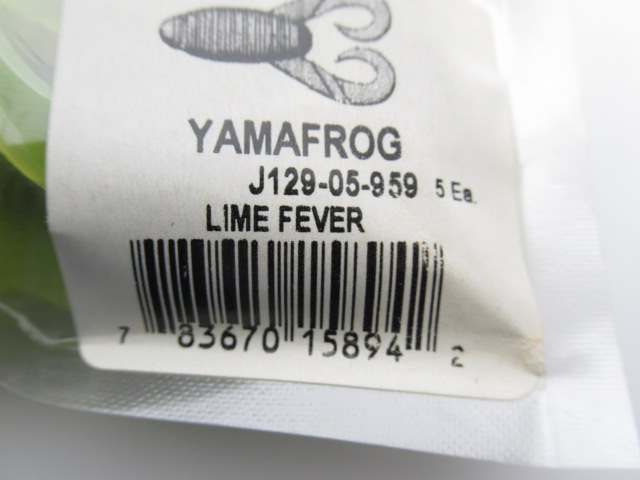 YAMAFROG
J129-05-959 5 Ea.
LIME FEVER
7 83670 15894 2